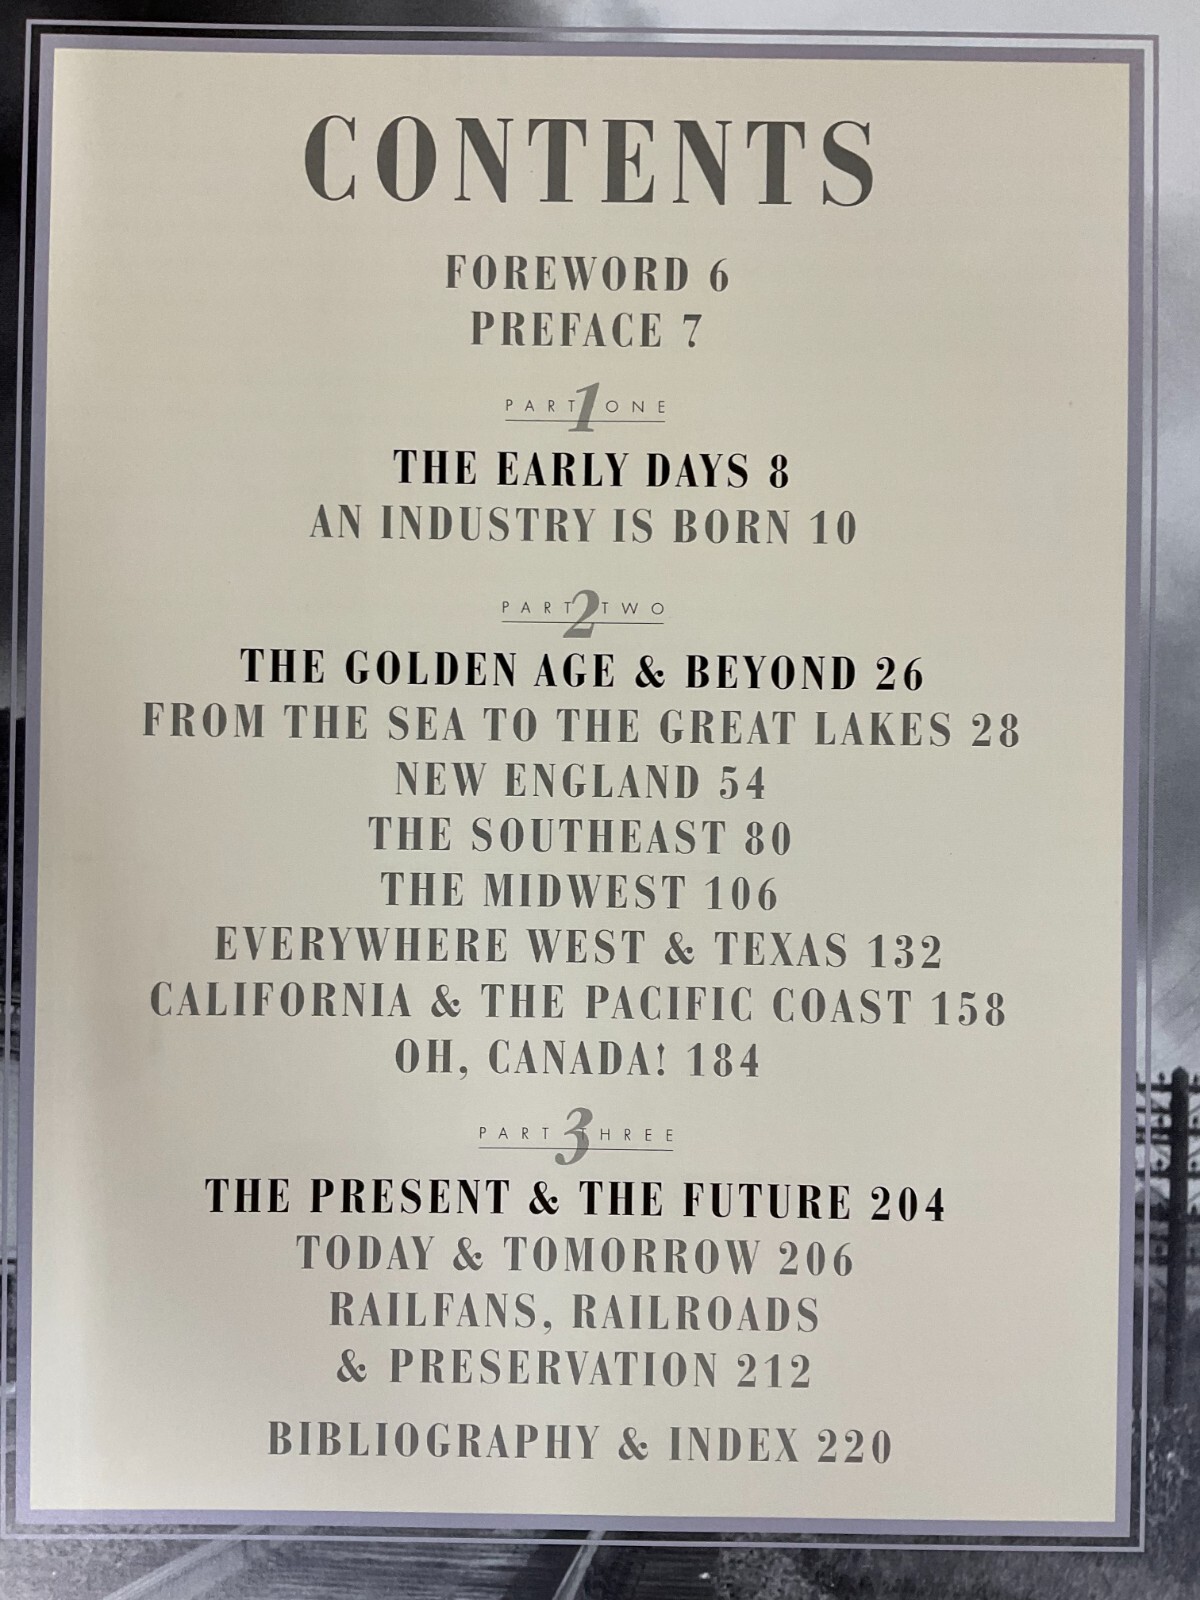 CONTENTS
FOREWORD 6
PREFACE 7
PART 1 ONE
THE EARLY DAYS 8
AN INDUSTRY IS BORN 10
PART 2 TWO
THE GOLDEN AGE & BEYOND 26
FROM THE SEA TO THE GREAT LAKES 28
NEW ENGLAND 54
THE SOUTHEAST 80
THE MIDWEST 106
EVERYWHERE WEST & TEXAS 132
CALIFORNIA & THE PACIFIC COAST 158
OH, CANADA! 184
PART 3 THREE
THE PRESENT & THE FUTURE 204
TODAY & TOMORROW 206
RAILFANS, RAILROADS
& PRESERVATION 212
BIBLIOGRAPHY & INDEX 220